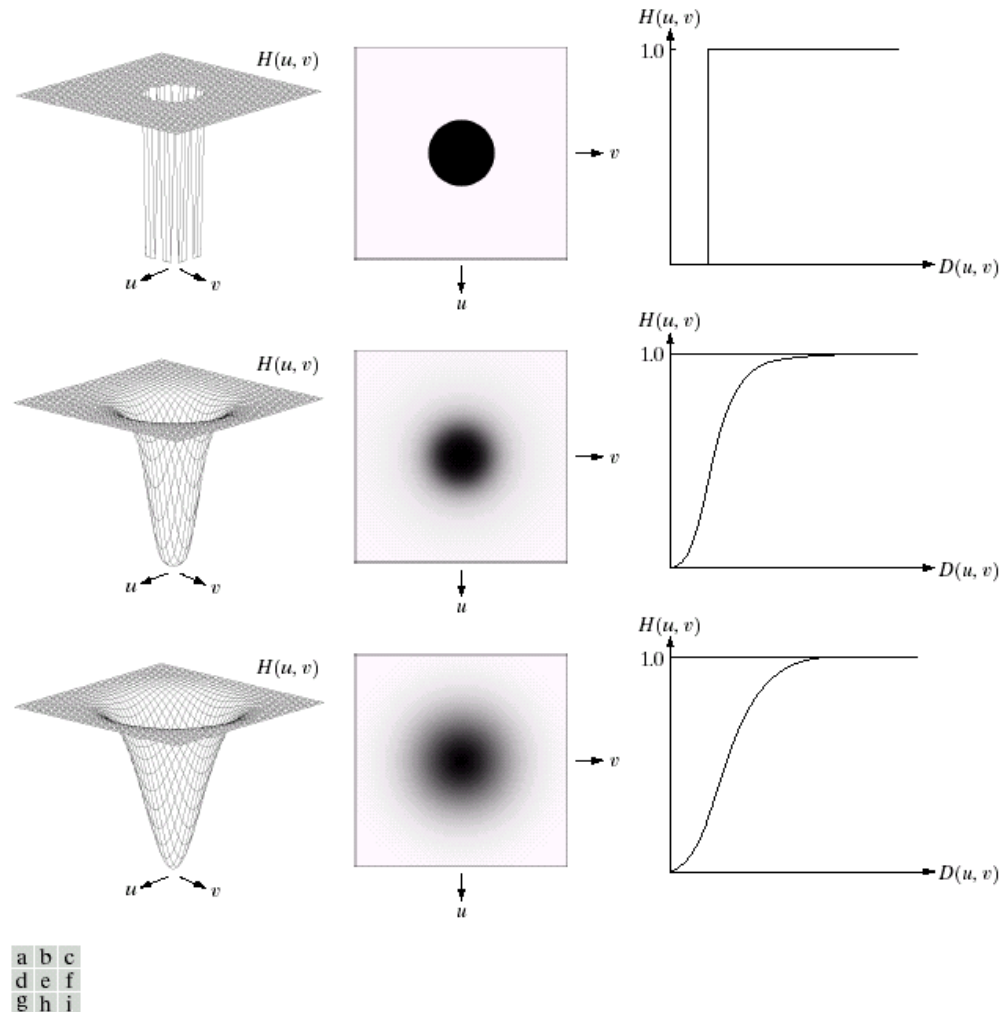 H(u, v)
H(u, v)
1.0
v
D(u, v)
u
v
u
H(u, v)
H(u, v)
1.0
v
D(u, v)
u
v
u
H(u, v)
H(u, v)
1.0
v
D(u, v)
u
v
u
a b c
d e f
g h i